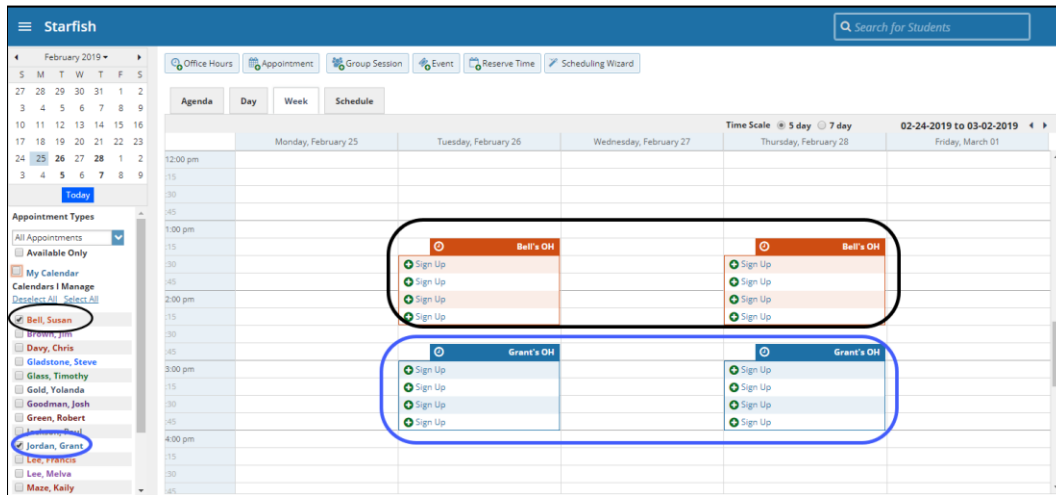 Starfish
Search for Students
February 2019
S M T W T F S
27 28 29 30 31 1 2
3 4 5 6 7 8 9
10 11 12 13 14 15 16
17 18 19 20 21 22 23
24 25 26 27 28 1 2
3 4 5 6 7 8 9
Today
Appointment Types
All Appointments
Available Only
My Calendar
Calendars I Manage
Deselect All Select All
Bell, Susan
Brown, Jim
Davy, Chris
Gladstone, Steve
Glass, Timothy
Gold, Yolanda
Goodman, Josh
Green, Robert
Jackson, Paul
Jordan, Grant
Lee, Francis
Lee, Melva
Maze, Kaily
Office Hours Appointment Group Session Event Reserve Time Scheduling Wizard
Agenda Day Week Schedule
Time Scale 5 day 7 day 02-24-2019 to 03-02-2019
Monday, February 25 Tuesday, February 26 Wednesday, February 27 Thursday, February 28 Friday, March 01
12:00 pm
:15
:30
:45
1:00 pm
:15 Bell's OH Bell's OH
:30 Sign Up Sign Up
:45 Sign Up Sign Up
2:00 pm Sign Up Sign Up
:15 Sign Up Sign Up
:30
:45 Grant's OH Grant's OH
3:00 pm Sign Up Sign Up
:15 Sign Up Sign Up
:30 Sign Up Sign Up
:45 Sign Up Sign Up
4:00 pm
:15
:30
:45